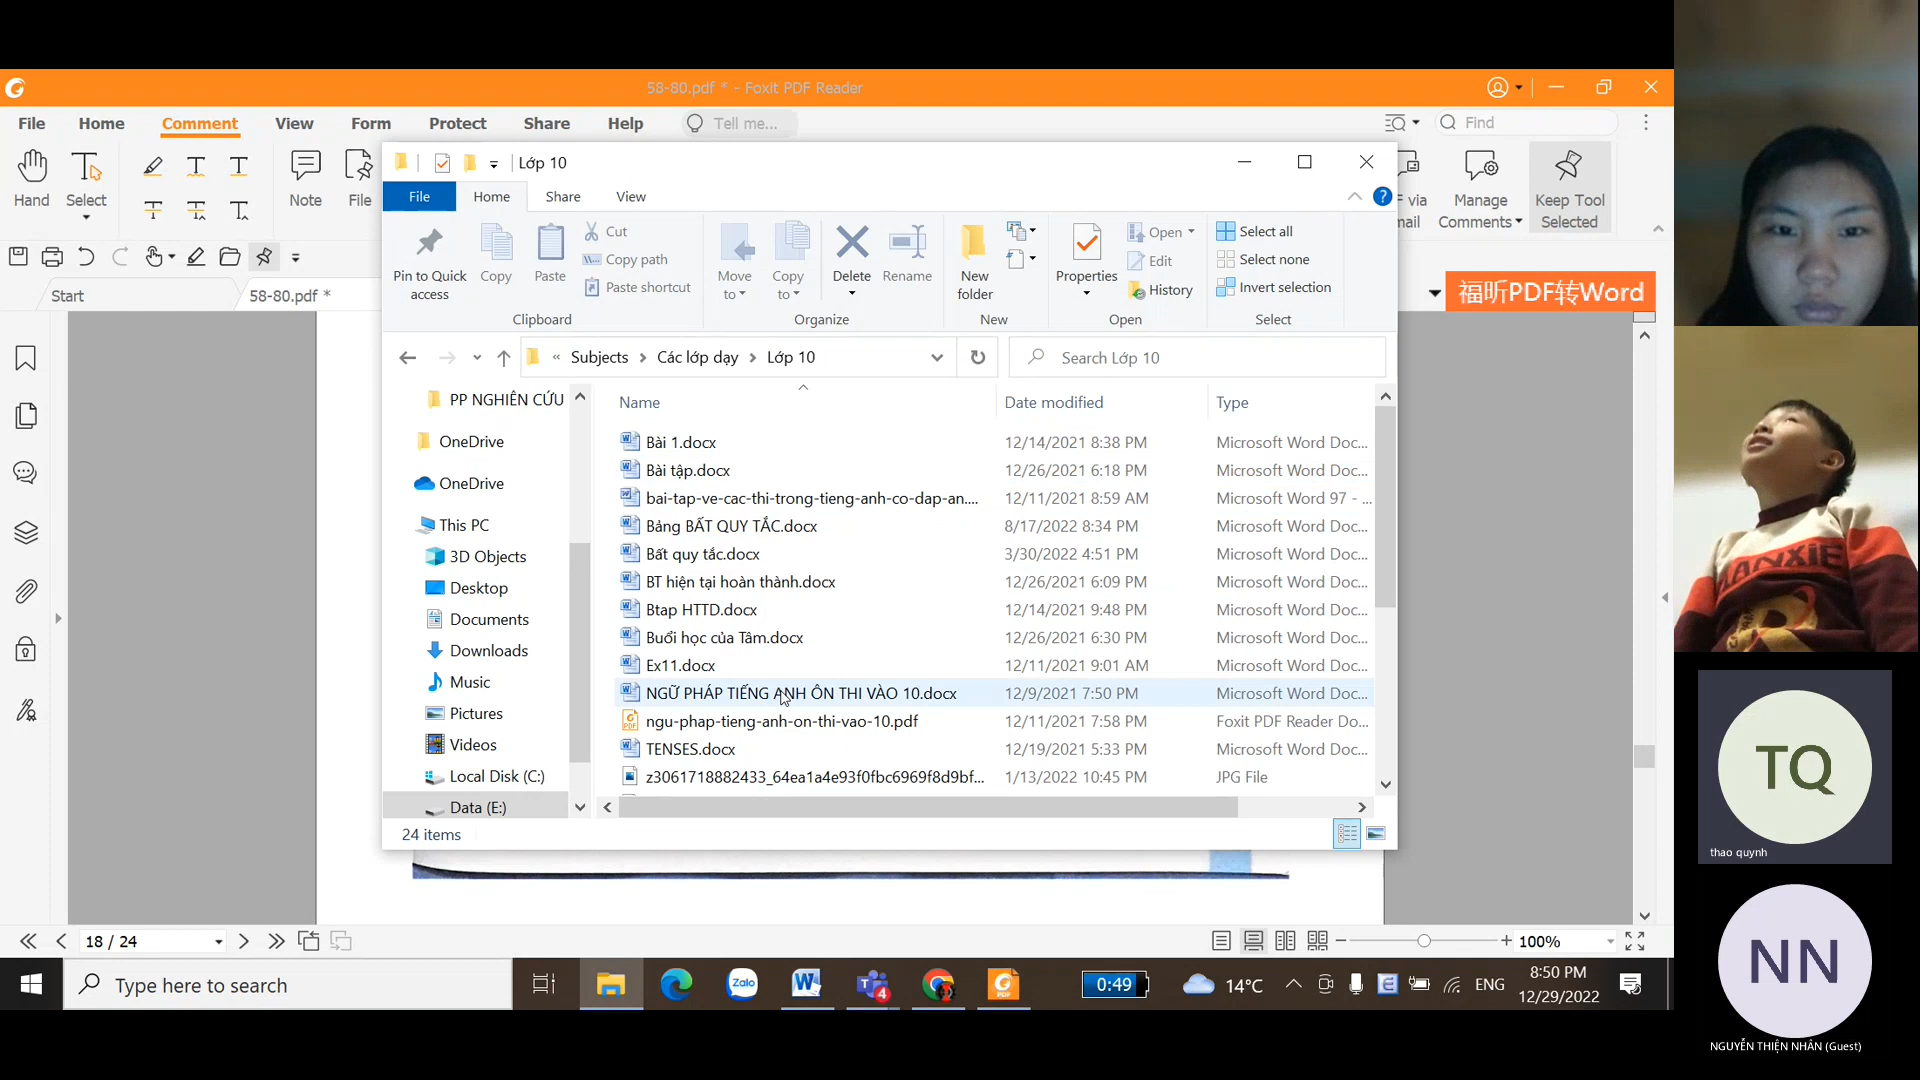 58-80.pdf * - Foxit PDF Reader
File Home Comment View Form Protect Share Help Tell me... Find
Hand Select Note File
F via
mail
Manage
Comments
Keep Tool
Selected
Start 58-80.pdf *
福昕PDF转Word
Lớp 10
File Home Share View
Pin to Quick
access
Copy
Paste
Cut
Copy path
Paste shortcut
Clipboard
Move
to
Copy
to
Delete
Rename
Organize
New
folder
New
Properties
Open
Edit
History
Open
Select all
Select none
Invert selection
Select
« Subjects > Các lớp dạy > Lớp 10
Search Lớp 10
PP NGHIÊN CỨU
OneDrive
OneDrive
This PC
3D Objects
Desktop
Documents
Downloads
Music
Pictures
Videos
Local Disk (C:)
Data (E:)
Name Date modified Type
Bài 1.docx 12/14/2021 8:38 PM Microsoft Word Doc...
Bài tập.docx 12/26/2021 6:18 PM Microsoft Word Doc...
bai-tap-ve-cac-thi-trong-tieng-anh-co-dap-an.... 12/11/2021 8:59 AM Microsoft Word 97 - ...
Bảng BẤT QUY TẮC.docx 8/17/2022 8:34 PM Microsoft Word Doc...
Bất quy tắc.docx 3/30/2022 4:51 PM Microsoft Word Doc...
BT hiện tại hoàn thành.docx 12/26/2021 6:09 PM Microsoft Word Doc...
Btap HTTD.docx 12/14/2021 9:48 PM Microsoft Word Doc...
Buổi học của Tâm.docx 12/26/2021 6:30 PM Microsoft Word Doc...
Ex11.docx 12/11/2021 9:01 AM Microsoft Word Doc...
NGỮ PHÁP TIẾNG ANH ÔN THI VÀO 10.docx 12/9/2021 7:50 PM Microsoft Word Doc...
ngu-phap-tieng-anh-on-thi-vao-10.pdf 12/11/2021 7:58 PM Foxit PDF Reader Do...
TENSES.docx 12/19/2021 5:33 PM Microsoft Word Doc...
z3061718882433_64ea1a4e93f0fbc6969f8d9bf... 1/13/2022 10:45 PM JPG File
24 items
18 / 24
100%
Type here to search
Zalo
4
0:49
14°C
ENG
8:50 PM
12/29/2022
TQ
thao quynh
NN
NGUYỄN THIỆN NHÂN (Guest)